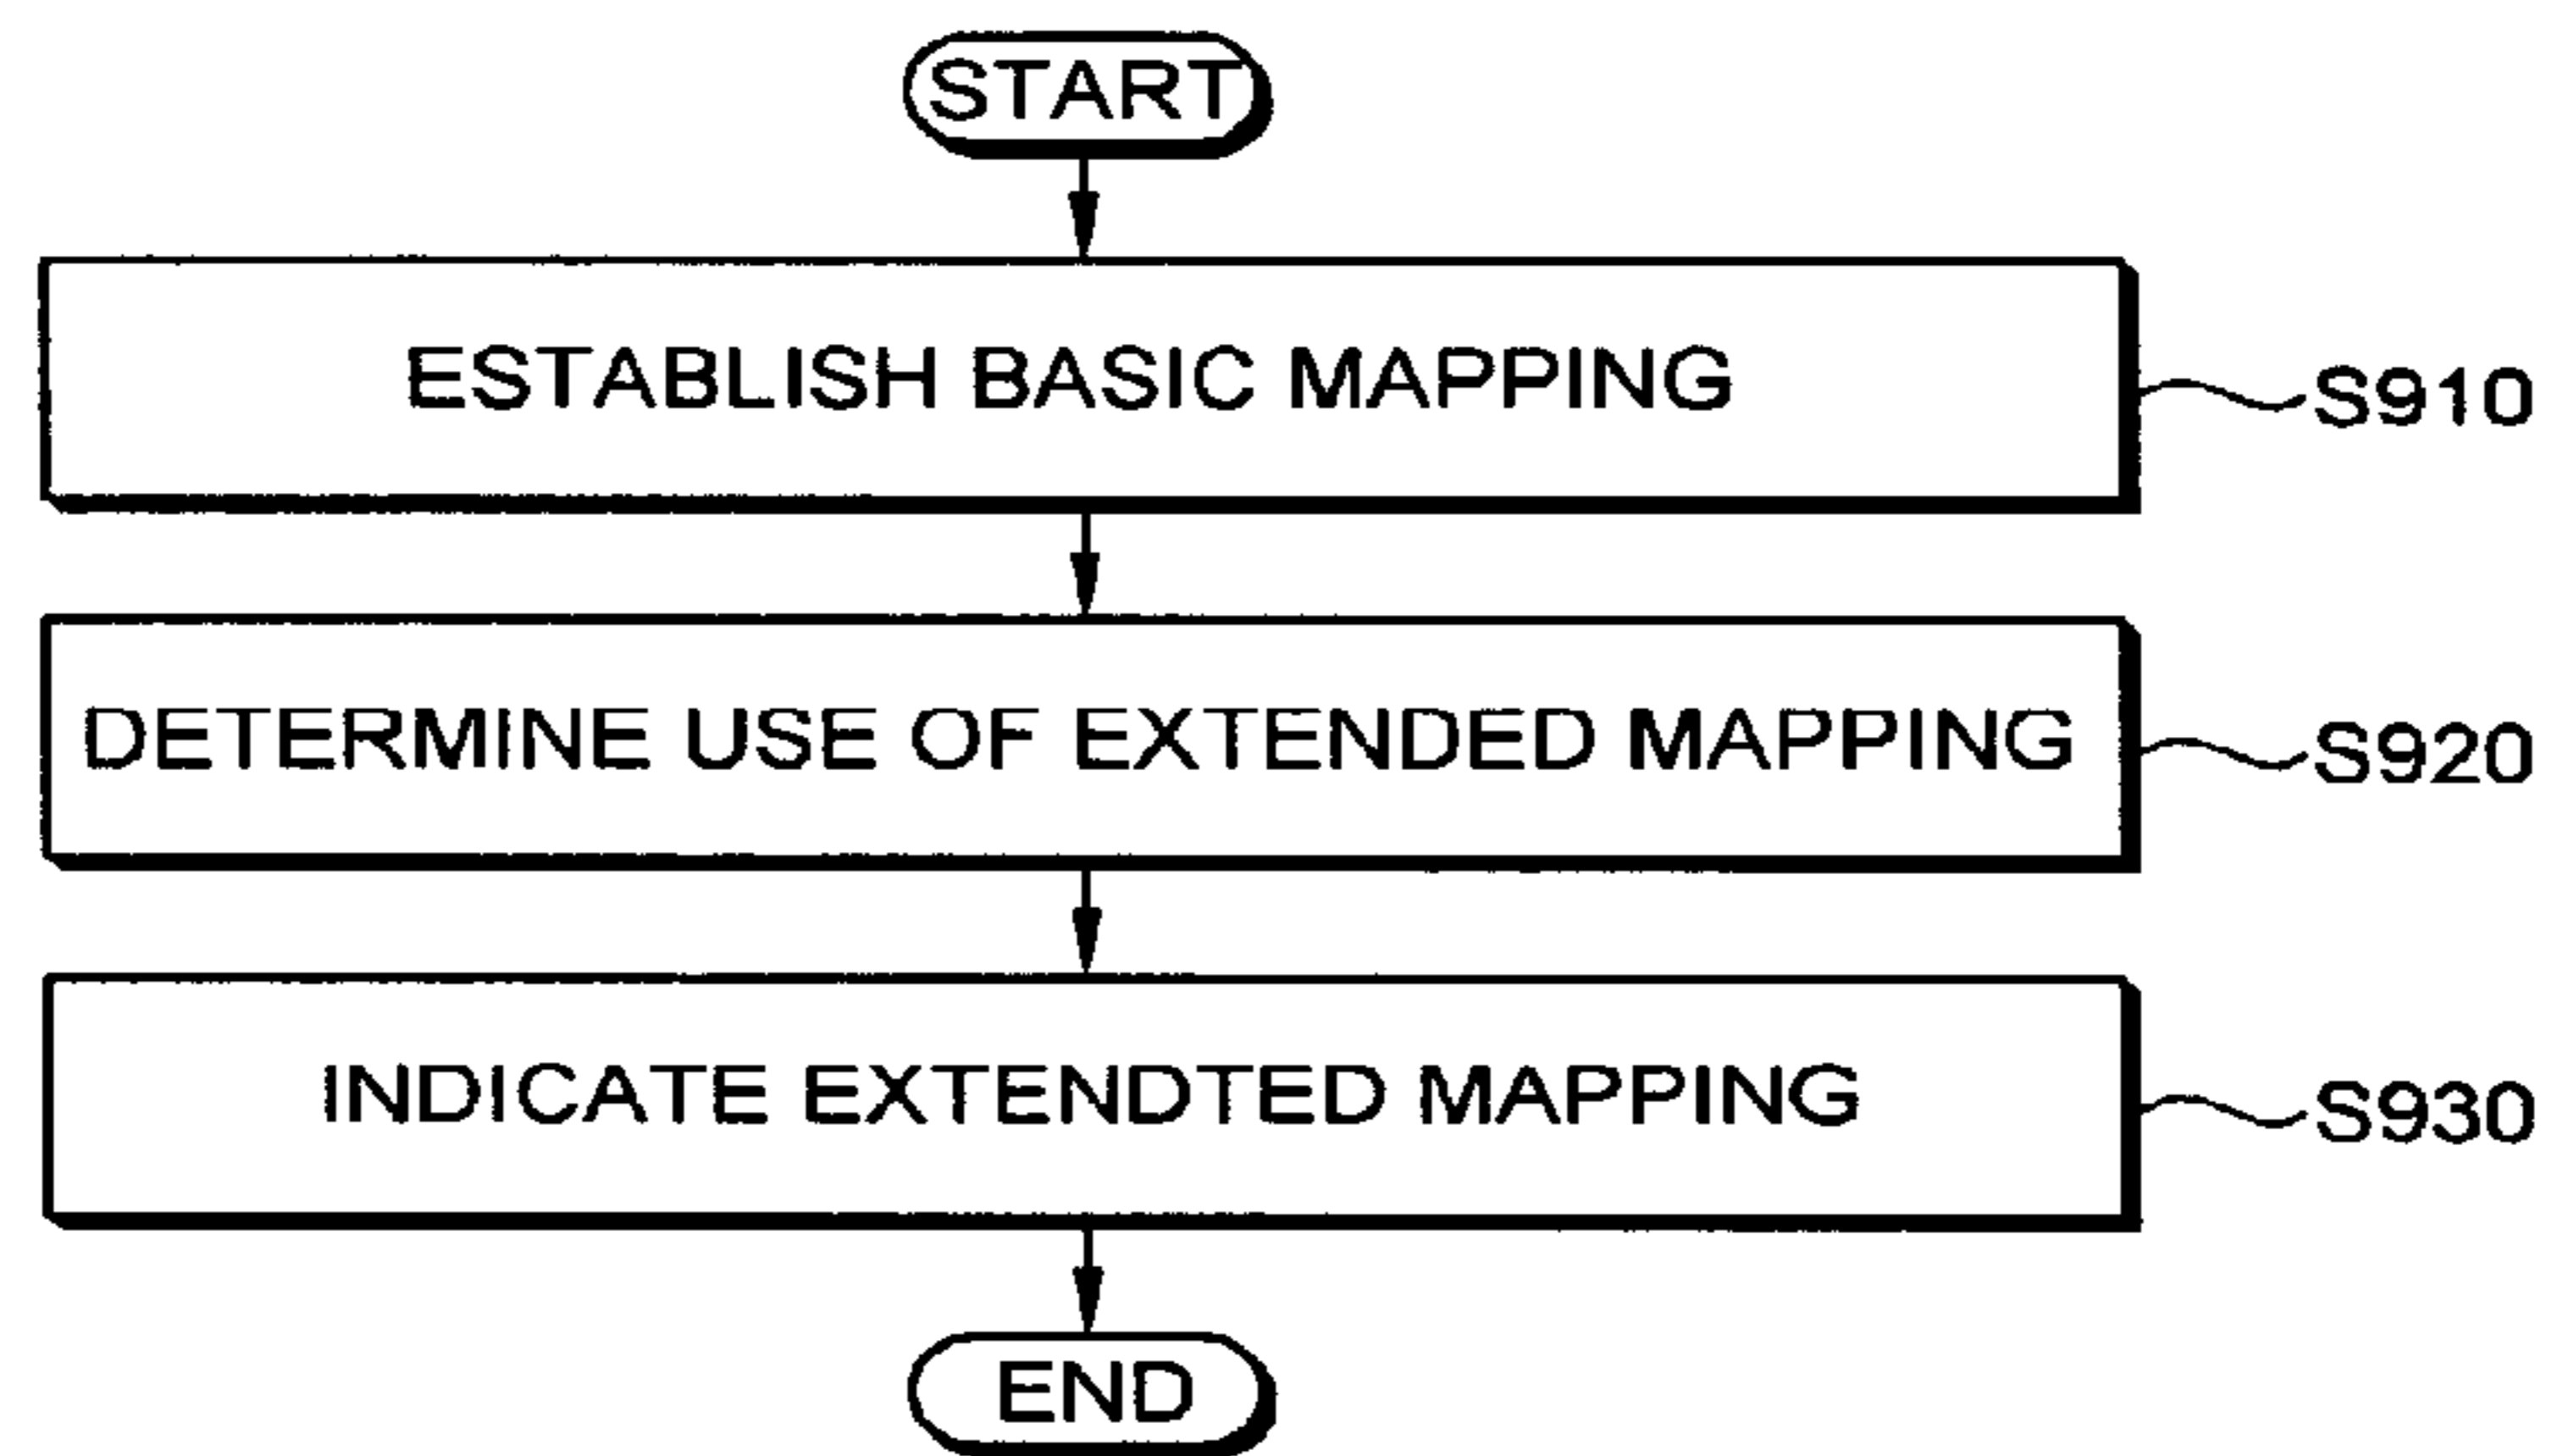 START
ESTABLISH BASIC MAPPING
S910
DETERMINE USE OF EXTENDED MAPPING
S920
INDICATE EXTENDTED MAPPING
S930
END